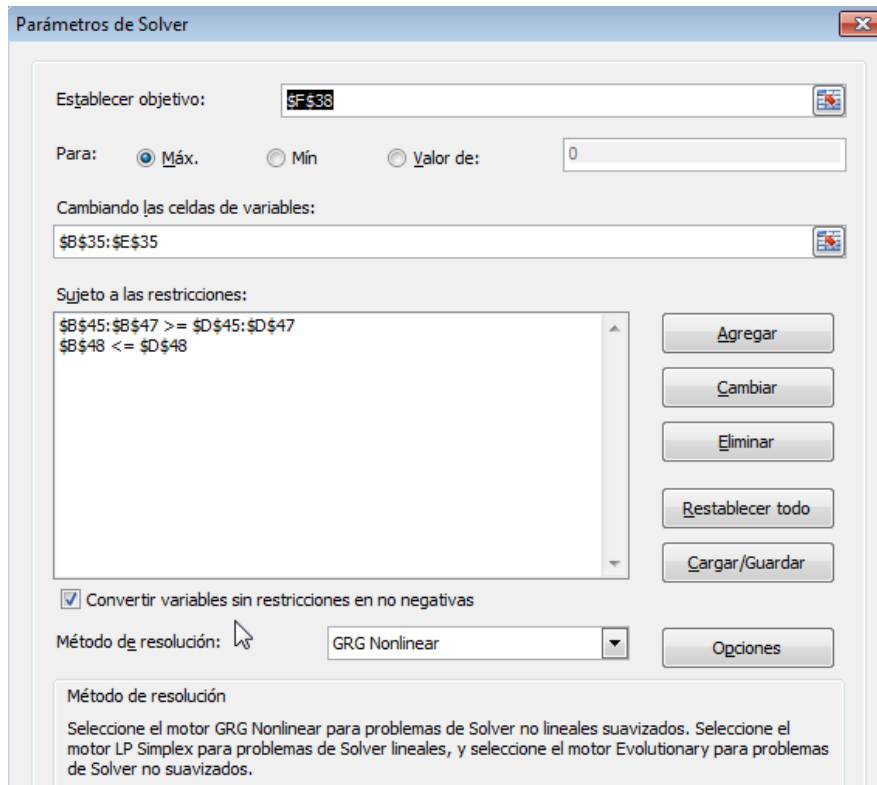 Parámetros de Solver
Establecer objetivo: $F$38
Para: Máx. Mín Valor de: 0
Cambiando las celdas de variables:
$B$35:$E$35
Sujeto a las restricciones:
$B$45:$B$47 >= $D$45:$D$47
$B$48 <= $D$48
Agregar
Cambiar
Eliminar
Restablecer todo
Cargar/Guardar
Convertir variables sin restricciones en no negativas
Método de resolución: GRG Nonlinear Opciones
Método de resolución
Seleccione el motor GRG Nonlinear para problemas de Solver no lineales suavizados. Seleccione el
motor LP Simplex para problemas de Solver lineales, y seleccione el motor Evolutionary para problemas
de Solver no suavizados.